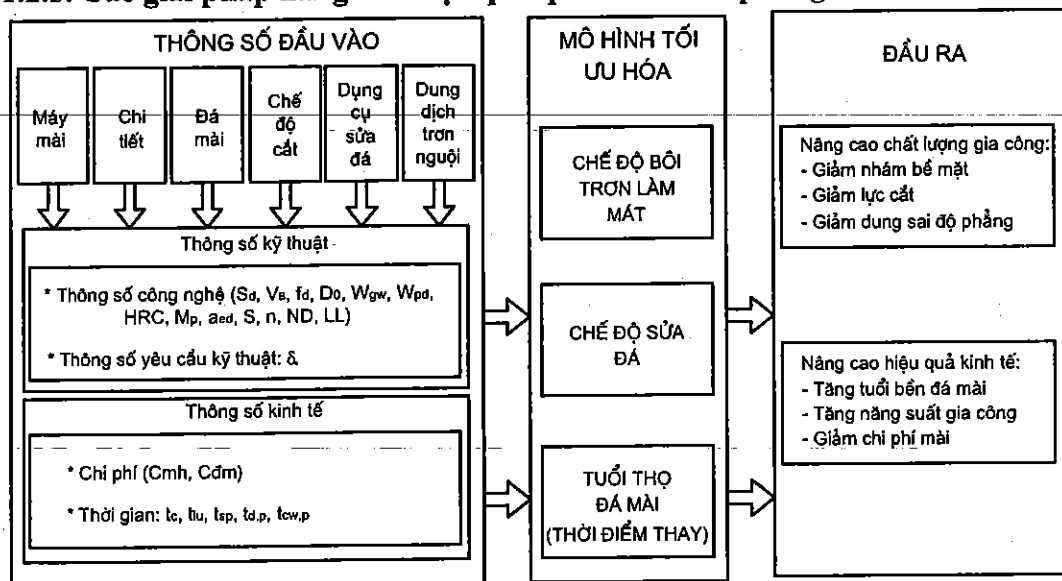 THÔNG SỐ ĐẦU VÀO
Máy
mài
Chi
tiết
Đá
mài
Chế
độ
cắt
Dụng
cụ
sửa
đá
Dung
dịch
trơn
nguội
Thông số kỹ thuật
* Thông số công nghệ (Sd, VB, fd, D0, Wgw, Wpd,
HRC, Mp, aed, S, n, ND, LL)
* Thông số yêu cầu kỹ thuật: δ
Thông số kinh tế
* Chi phí (Cmh, Cđm)
* Thời gian: tc, tlu, tsp, td,p, tcw,p
MÔ HÌNH TỐI
ƯU HÓA
CHẾ ĐỘ BÔI
TRƠN LÀM
MÁT
CHẾ ĐỘ SỬA
ĐÁ
TUỔI THỌ
ĐÁ MÀI
(THỜI ĐIỂM THAY)
ĐẦU RA
Nâng cao chất lượng gia công:
- Giảm nhám bề mặt
- Giảm lực cắt
- Giảm dung sai độ phẳng
Nâng cao hiệu quả kinh tế:
- Tăng tuổi bền đá mài
- Tăng năng suất gia công
- Giảm chi phí mài